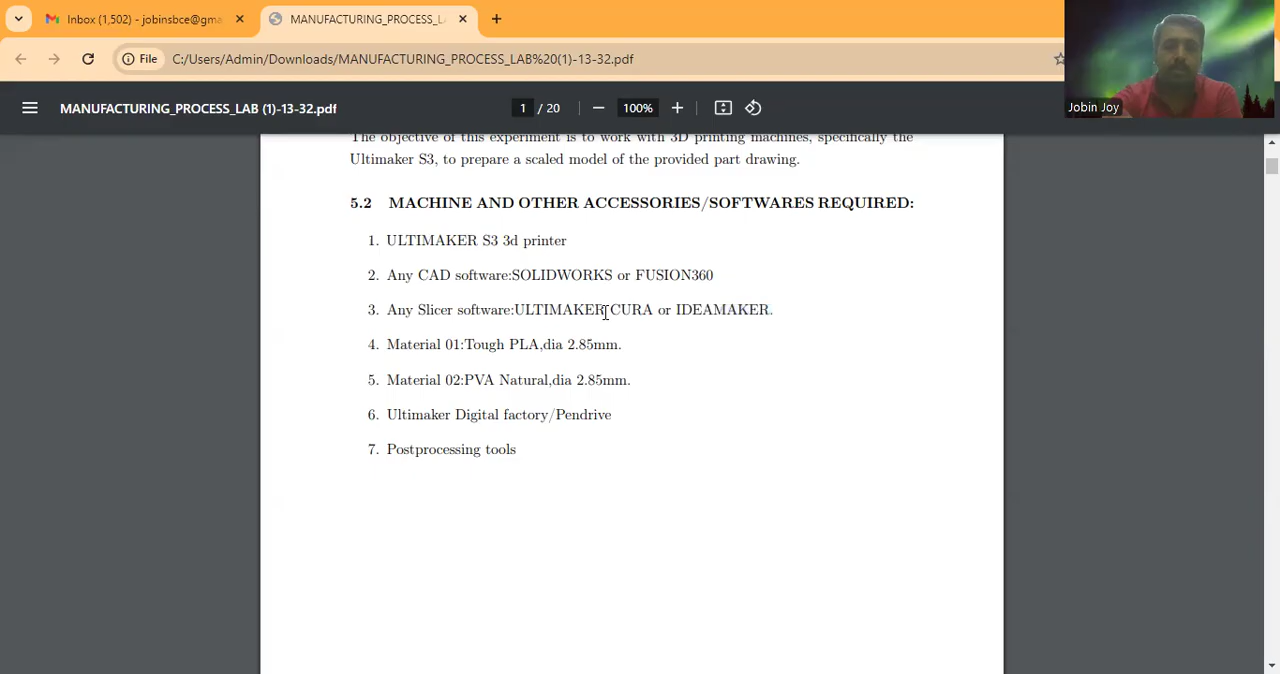 Inbox (1,502) - jobinsbce@gma
MANUFACTURING_PROCESS_L
File
C:/Users/Admin/Downloads/MANUFACTURING_PROCESS_LAB%20(1)-13-32.pdf
MANUFACTURING_PROCESS_LAB (1)-13-32.pdf
1 / 20
100%
Jobin Joy
The objective of this experiment is to work with 3D printing machines, specifically the
Ultimaker S3, to prepare a scaled model of the provided part drawing.
5.2 MACHINE AND OTHER ACCESSORIES/SOFTWARES REQUIRED:
1. ULTIMAKER S3 3d printer
2. Any CAD software:SOLIDWORKS or FUSION360
3. Any Slicer software:ULTIMAKER CURA or IDEAMAKER.
4. Material 01:Tough PLA,dia 2.85mm.
5. Material 02:PVA Natural,dia 2.85mm.
6. Ultimaker Digital factory/Pendrive
7. Postprocessing tools